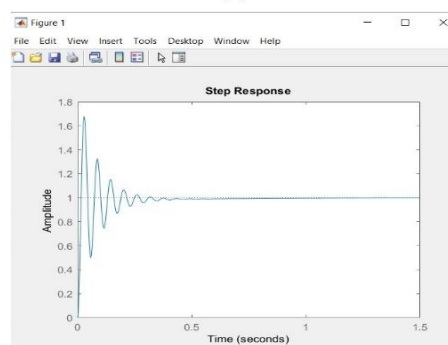 Figure 1
File Edit View Insert Tools Desktop Window Help
Step Response
1.8
1.6
1.4
1.2
1
0.8
0.6
0.4
0.2
0
Amplitude
0 0.5 1 1.5
Time (seconds)